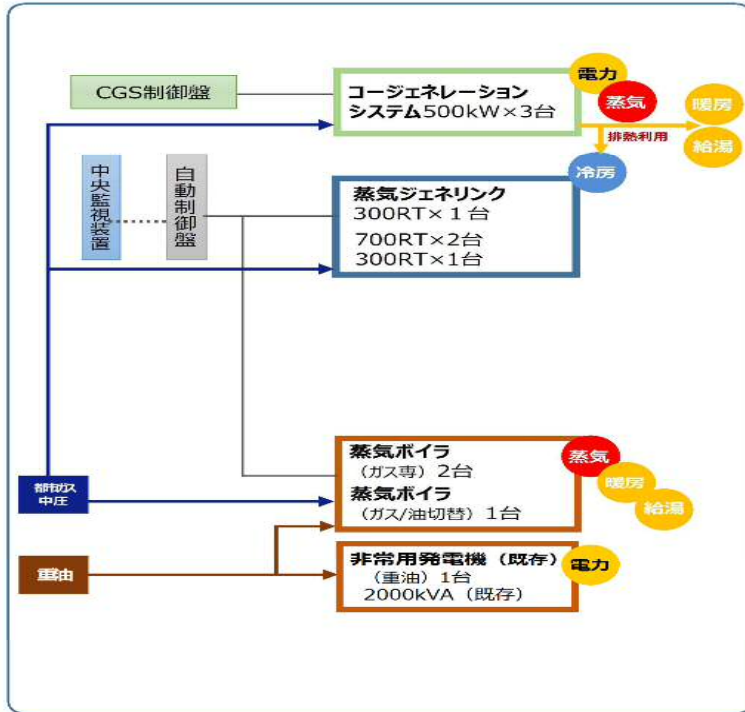 電力
CGS制御盤
コージェネレーション
システム500kW×3台
蒸気
暖房
排熱利用
給湯
冷房
中央監視装置
自動制御盤
蒸気ジェネリンク
300RT×１台
700RT×2台
300RT×1台
蒸気ボイラ
（ガス専）2台
蒸気ボイラ
（ガス/油切替）1台
蒸気
暖房
給湯
都市ガス
中圧
重油
非常用発電機（既存）
（重油）1台
2000kVA（既存）
電力